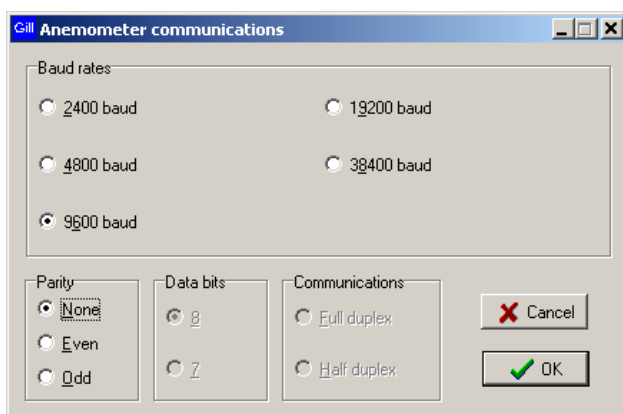 Gill Anemometer communications
Baud rates
2400 baud
19200 baud
4800 baud
38400 baud
9600 baud
Parity
Data bits
Communications
None
8
Full duplex
Cancel
Even
Odd
7
Half duplex
OK